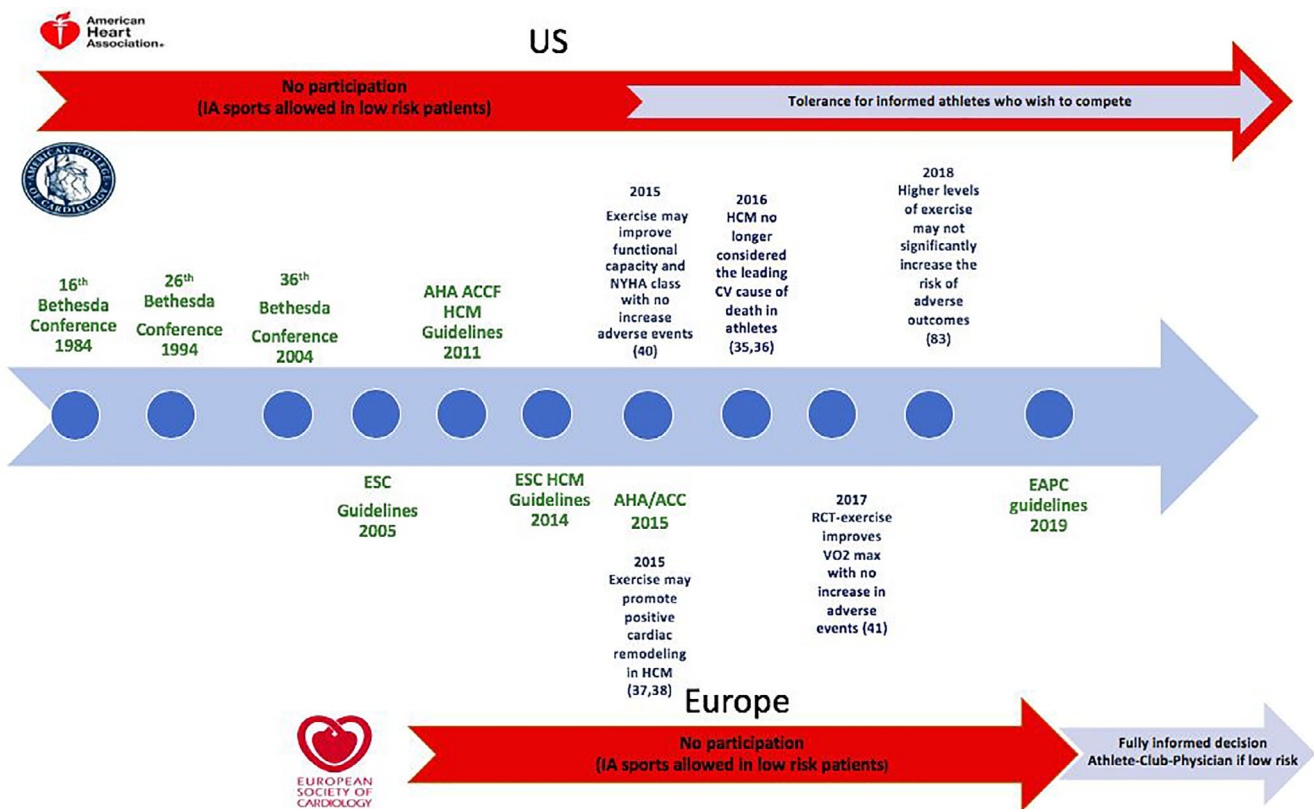 American
Heart
Association®
US
No participation
(IA sports allowed in low risk patients)
Tolerance for informed athletes who wish to compete
AMERICAN COLLEGE
OF CARDIOLOGY
16th
Bethesda
Conference
1984
26th
Bethesda
Conference
1994
36th
Bethesda
Conference
2004
AHA ACCF
HCM
Guidelines
2011
2015
Exercise may
improve
functional
capacity and
NYHA class
with no
increase
adverse events
(40)
2016
HCM no
longer
considered
the leading
CV cause of
death in
athletes
(35,36)
2018
Higher levels
of exercise
may not
significantly
increase the
risk of
adverse
outcomes
(83)
ESC
Guidelines
2005
ESC HCM
Guidelines
2014
AHA/ACC
2015
2015
Exercise may
promote
positive
cardiac
remodeling
in HCM
(37,38)
2017
RCT-exercise
improves
VO2 max
with no
increase in
adverse
events (41)
EAPC
guidelines
2019
Europe
EUROPEAN
SOCIETY OF
CARDIOLOGY
No participation
(IA sports allowed in low risk patients)
Fully informed decision
Athlete-Club-Physician if low risk